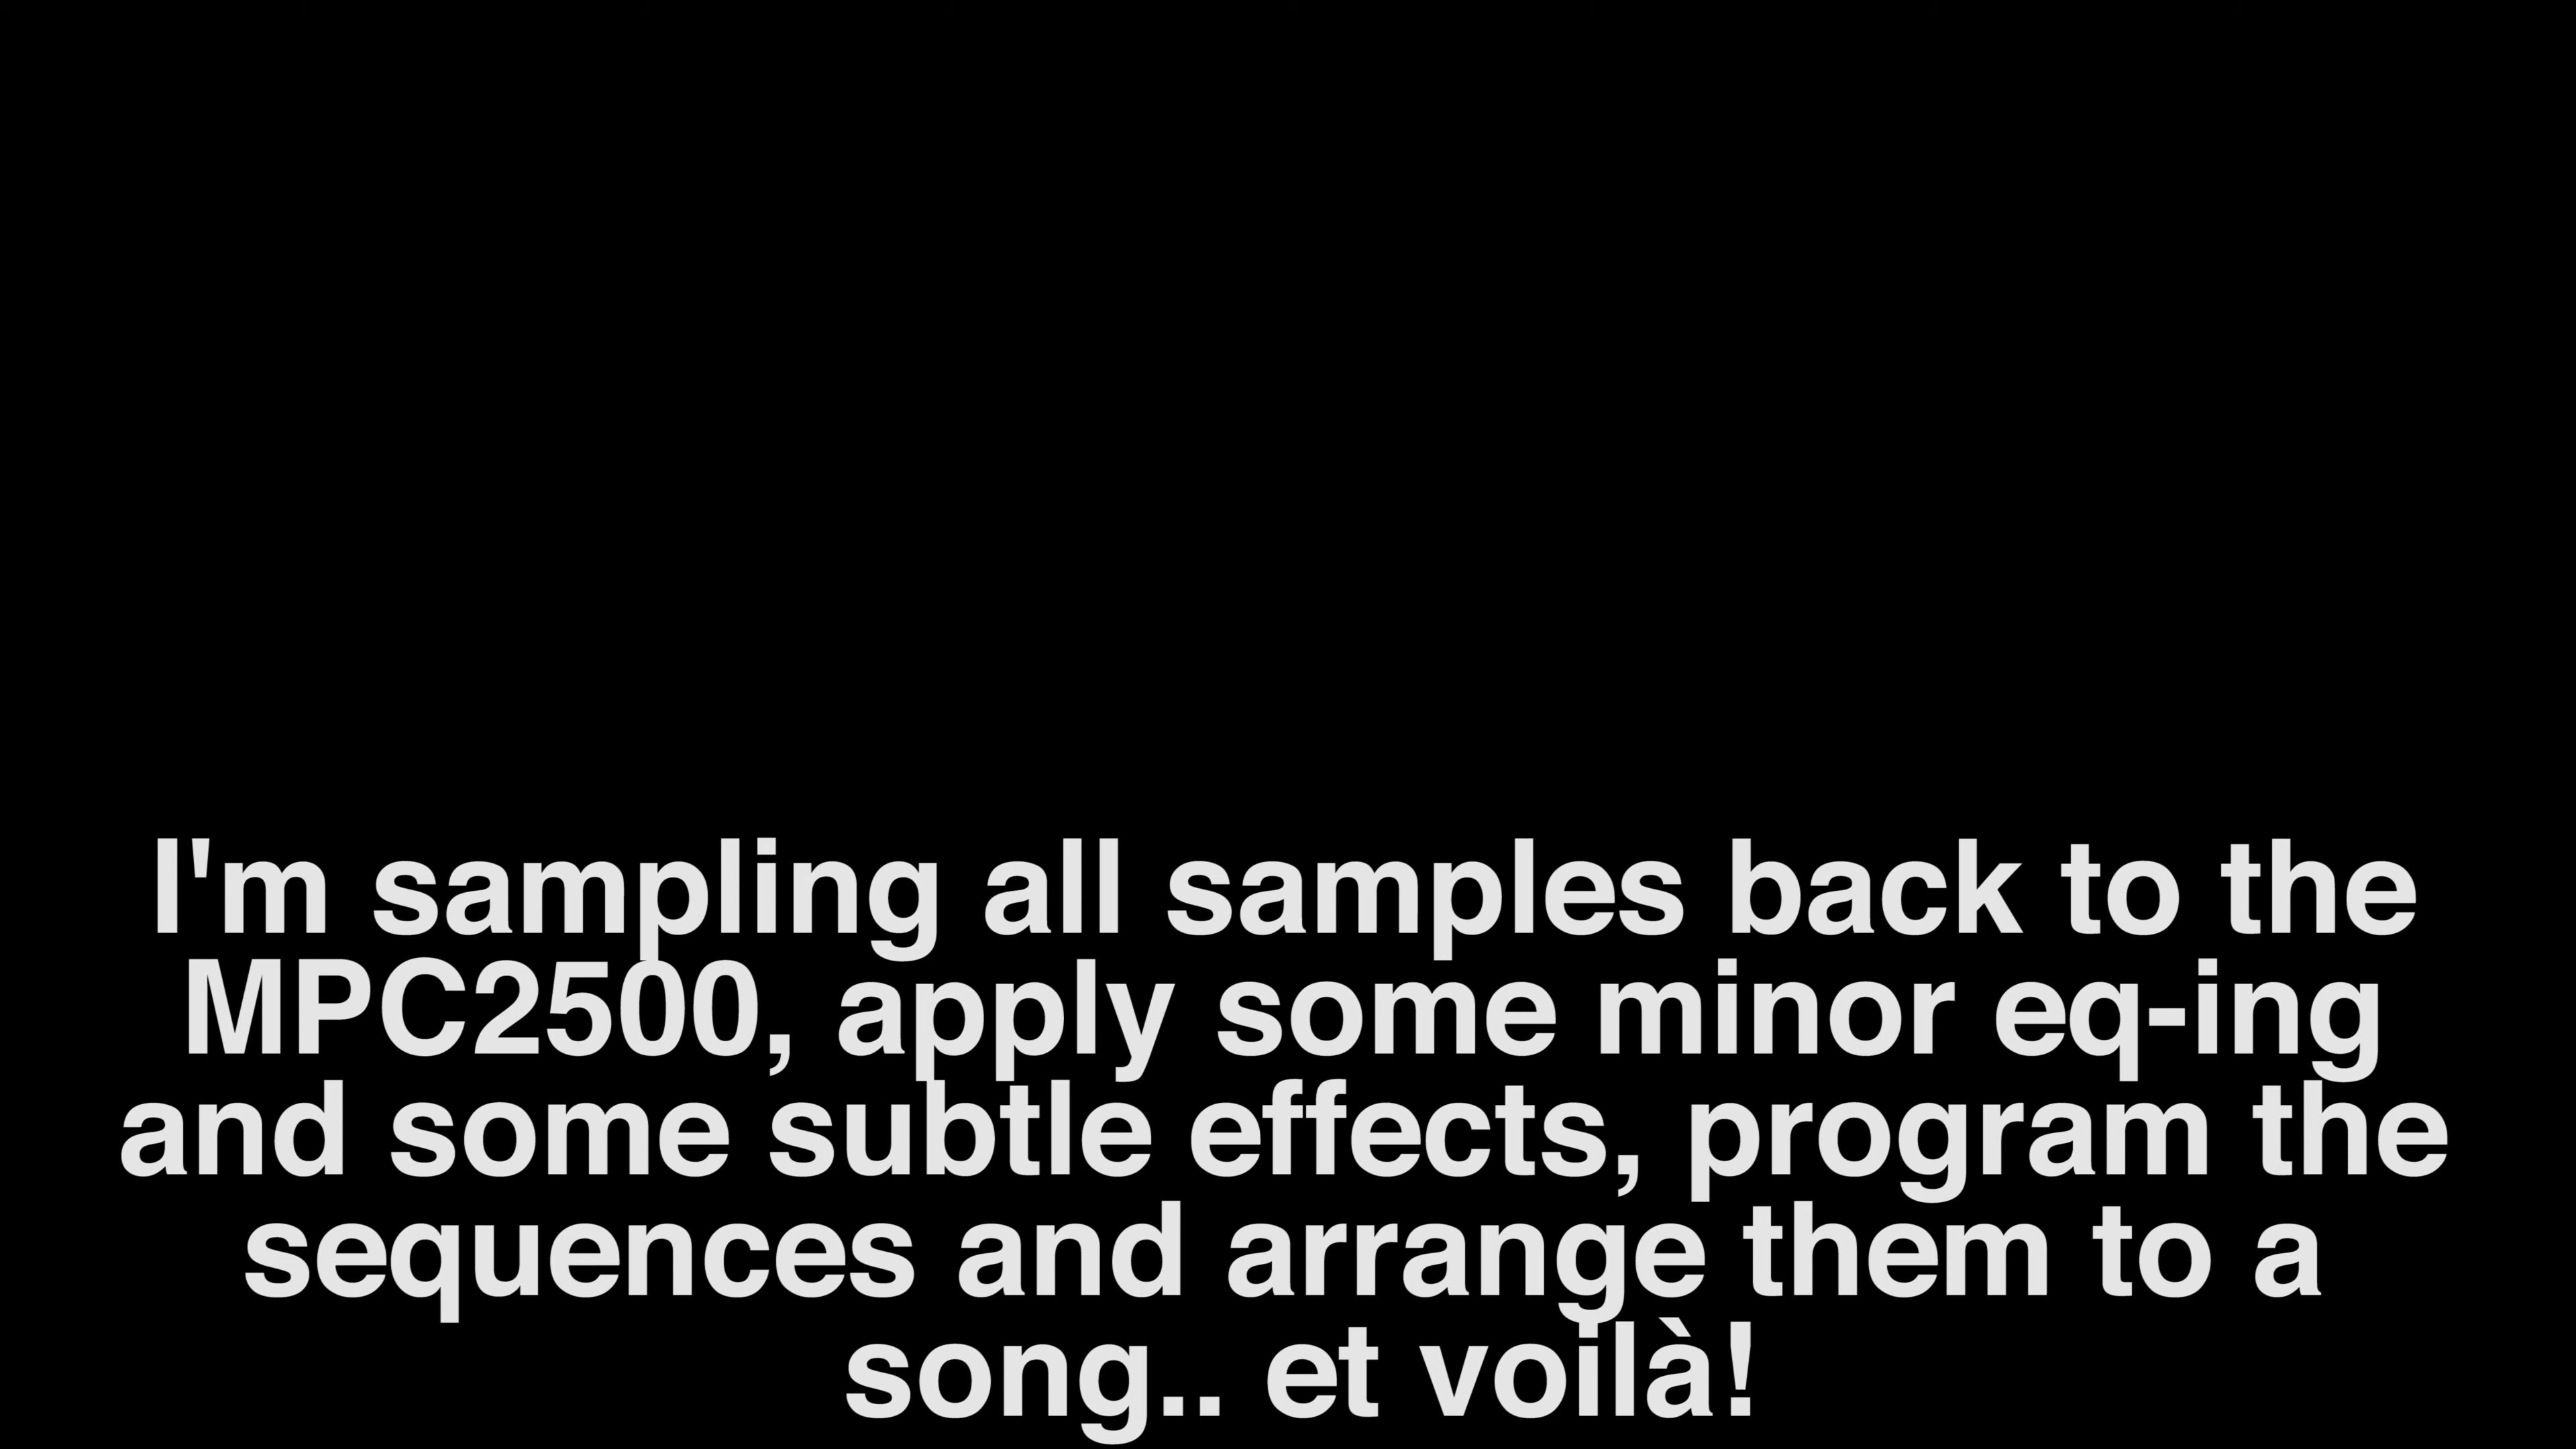 I'm sampling all samples back to the
MPC2500, apply some minor eq-ing
and some subtle effects, program the
sequences and arrange them to a
song.. et voilà!